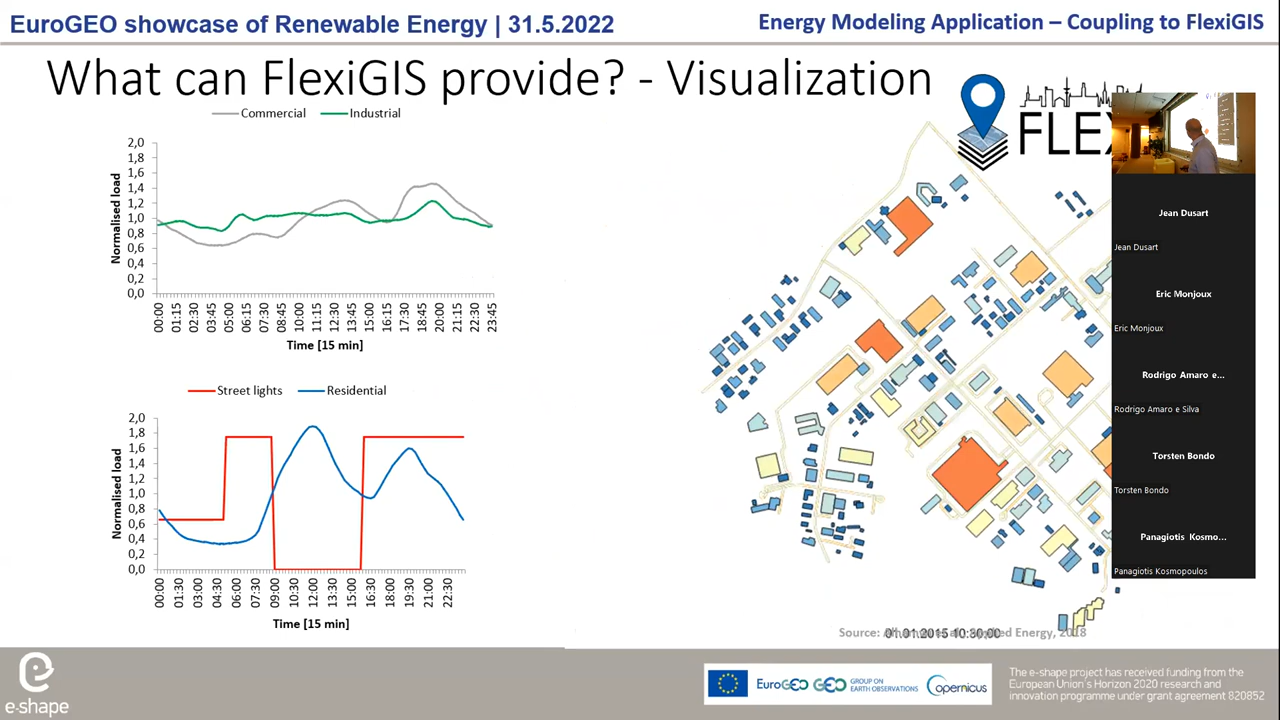 EuroGEO showcase of Renewable Energy | 31.5.2022
Energy Modeling Application – Coupling to FlexiGIS
What can FlexiGIS provide? - Visualization
FLEX
Commercial Industrial
Normalised load
2,0
1,8
1,6
1,4
1,2
1,0
0,8
0,6
0,4
0,2
0,0
00:00 01:15 02:30 03:45 05:00 06:15 07:30 08:45 10:00 11:15 12:30 13:45 15:00 16:15 17:30 18:45 20:00 21:15 22:30 23:45
Time [15 min]
Street lights Residential
Normalised load
2,0
1,8
1,6
1,4
1,2
1,0
0,8
0,6
0,4
0,2
0,0
00:00 01:30 03:00 04:30 06:00 07:30 09:00 10:30 12:00 13:30 15:00 16:30 18:00 19:30 21:00 22:30
Time [15 min]
Jean Dusart
Jean Dusart
Eric Monjoux
Eric Monjoux
Rodrigo Amaro e...
Rodrigo Amaro e Silva
Torsten Bondo
Torsten Bondo
Panagiotis Kosmo...
Panagiotis Kosmopoulos
Source: Energy, 2018
01.01.2015 10:30:00
e-shape
EuroGEO
GEO GROUP ON
EARTH OBSERVATIONS
Copernicus
The e-shape project has received funding from the
European Union's Horizon 2020 research and
innovation programme under grant agreement 820852